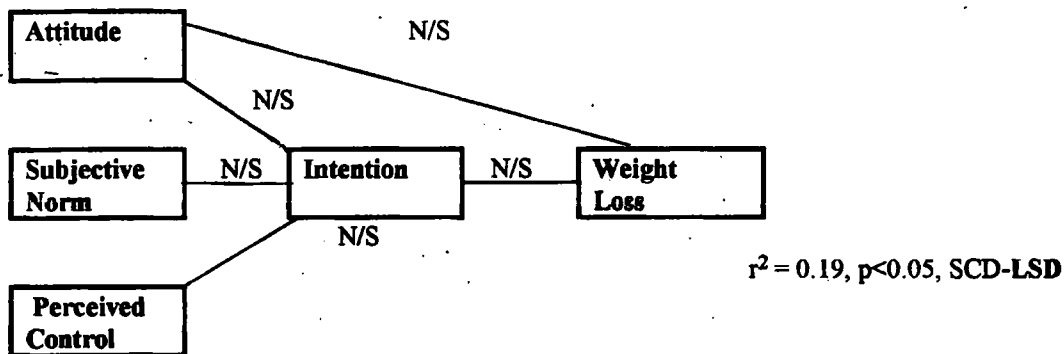 Attitude
N/S
N/S
Subjective
Norm
N/S
Intention
N/S
Weight
Loss
N/S
r² = 0.19, p<0.05, SCD-LSD
Perceived
Control